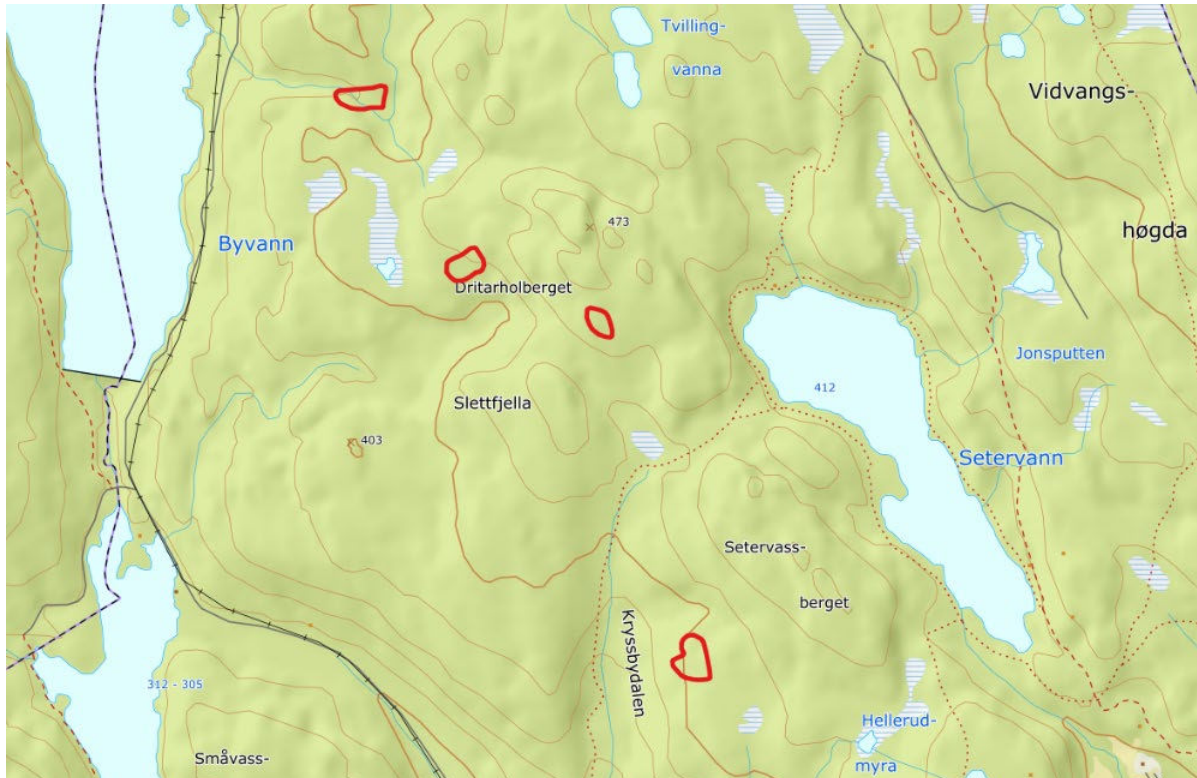 Tvilling-
vanna
Vidvangs-
høgda
473
Byvann
Dritarholberget
Jonsputten
412
Slettfjella
403
Setervann
Setervass-
berget
Kryssbydalen
312 - 305
Hellerud-
myra
Småvass-